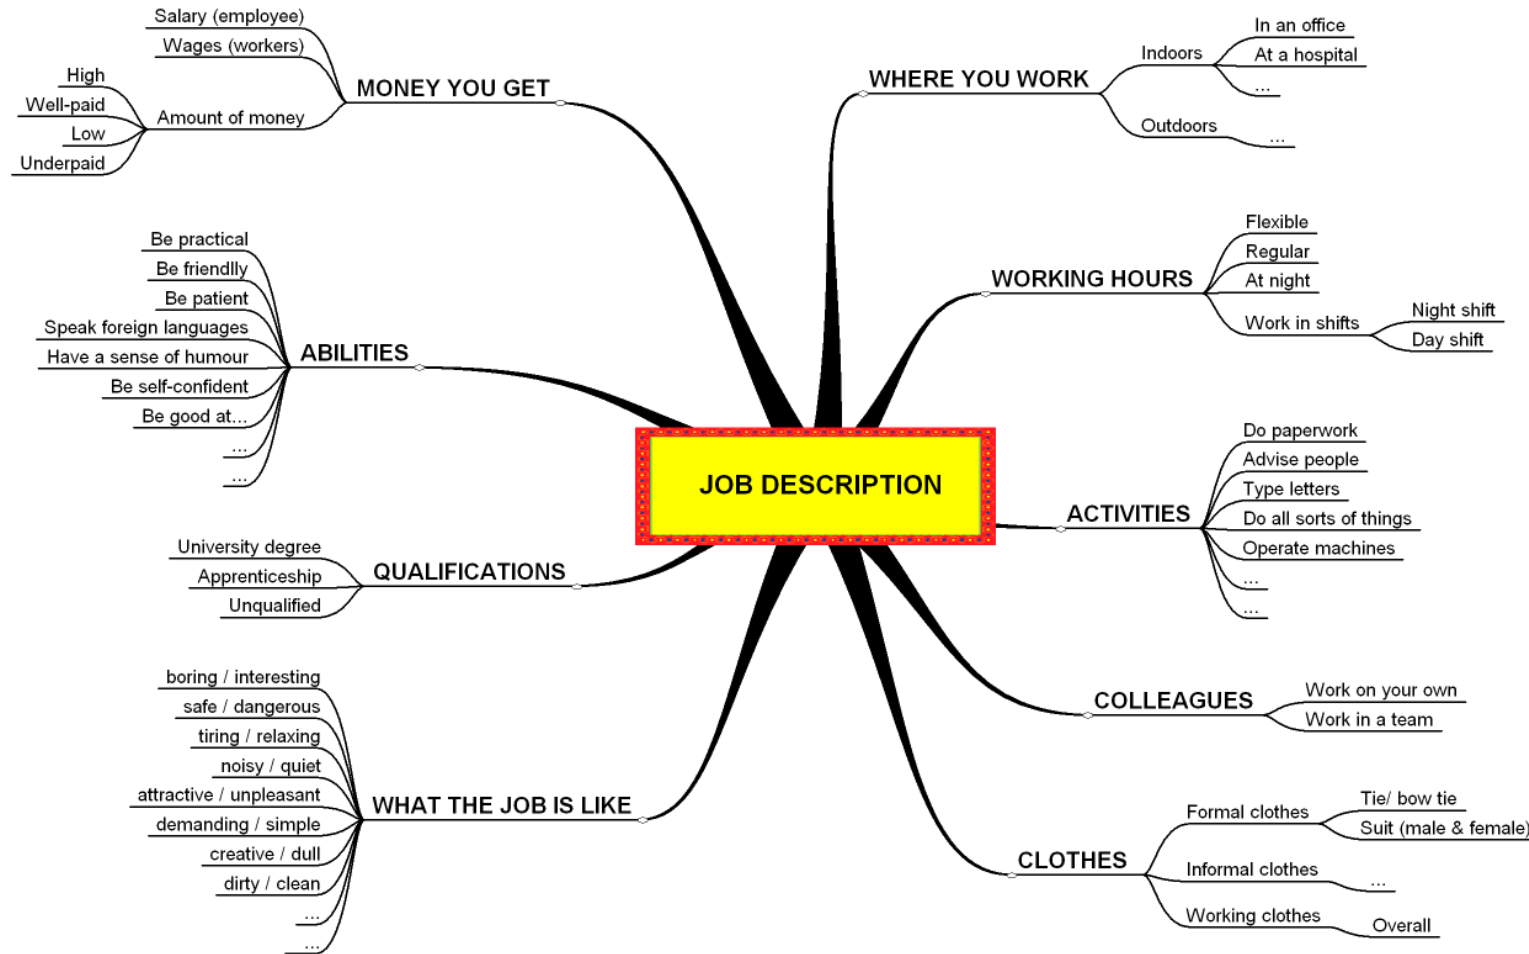 JOB DESCRIPTION
MONEY YOU GET
Salary (employee)
Wages (workers)
Amount of money
High
Well-paid
Low
Underpaid
ABILITIES
Be practical
Be friendlly
Be patient
Speak foreign languages
Have a sense of humour
Be self-confident
Be good at...
...
...
QUALIFICATIONS
University degree
Apprenticeship
Unqualified
WHAT THE JOB IS LIKE
boring / interesting
safe / dangerous
tiring / relaxing
noisy / quiet
attractive / unpleasant
demanding / simple
creative / dull
dirty / clean
...
...
WHERE YOU WORK
Indoors
In an office
At a hospital
...
Outdoors
...
WORKING HOURS
Flexible
Regular
At night
Work in shifts
Night shift
Day shift
ACTIVITIES
Do paperwork
Advise people
Type letters
Do all sorts of things
Operate machines
...
...
COLLEAGUES
Work on your own
Work in a team
CLOTHES
Formal clothes
Tie/ bow tie
Suit (male & female)
Informal clothes
...
Working clothes
Overall